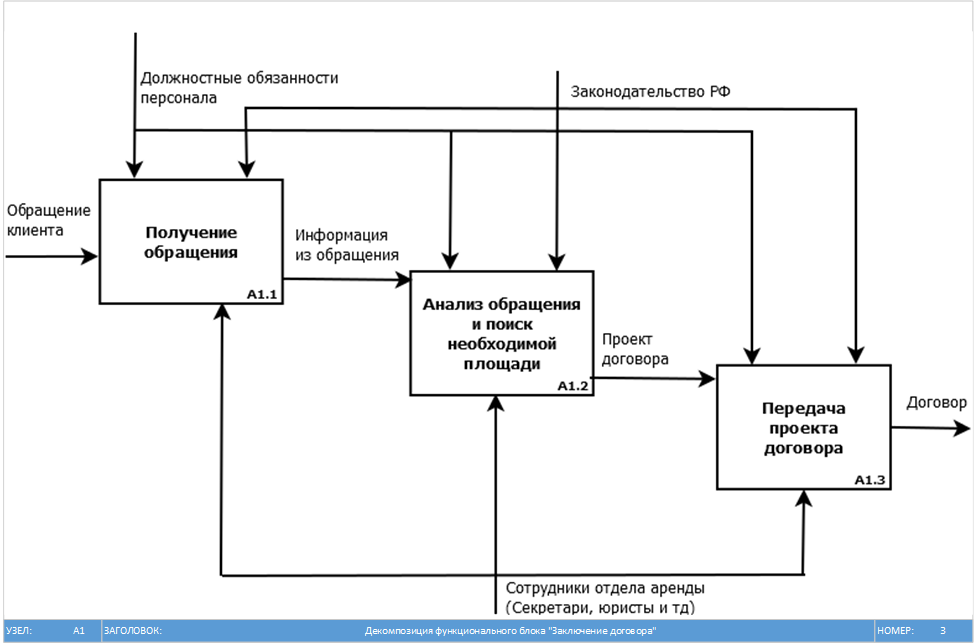 Должностные обязанности
персонала
Законодательство РФ
Обращение
клиента
Получение
обращения
A1.1
Информация
из обращения
Анализ обращения
и поиск
необходимой
площади
A1.2
Проект
договора
Передача
проекта
договора
A1.3
Договор
Сотрудники отдела аренды
(Секретари, юристы и тд)
УЗЕЛ: A1 ЗАГОЛОВОК: Декомпозиция функционального блока "Заключение договора" НОМЕР: 3